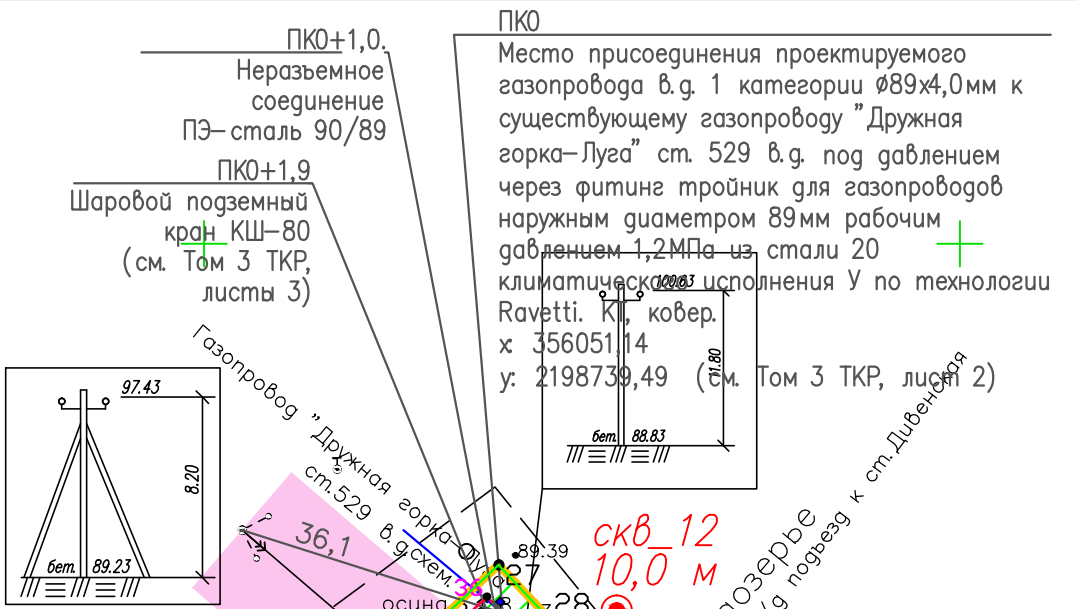 ПК0+1,0.
Неразъемное
соединение
ПЭ-сталь 90/89
ПК0+1,9
Шаровой подземный
кран КШ-80
(см. Том 3 ТКР,
листы 3)
ПК0
Место присоединения проектируемого
газопровода в.д. 1 категории ø89х4,0мм к
существующему газопроводу "Дружная
горка-Луга" ст. 529 в.д. под давлением
через фитинг тройник для газопроводов
наружным диаметром 89мм рабочим
давлением 1,2МПа из стали 20
климатического исполнения У по технологии
Ravetti. КТ, ковер.
х: 356051,14
у: 2198739,49 (см. Том 3 ТКР, лист 2)
100.63
11.80
бет. 88.83
97.43
8.20
бет. 89.23
Газопровод "Дружная горка-Луга"
ст.529 в.д.схем.
36,1
89.39
27
28
осина
скв_12
10,0 м
подъезд к ст.Дивенская